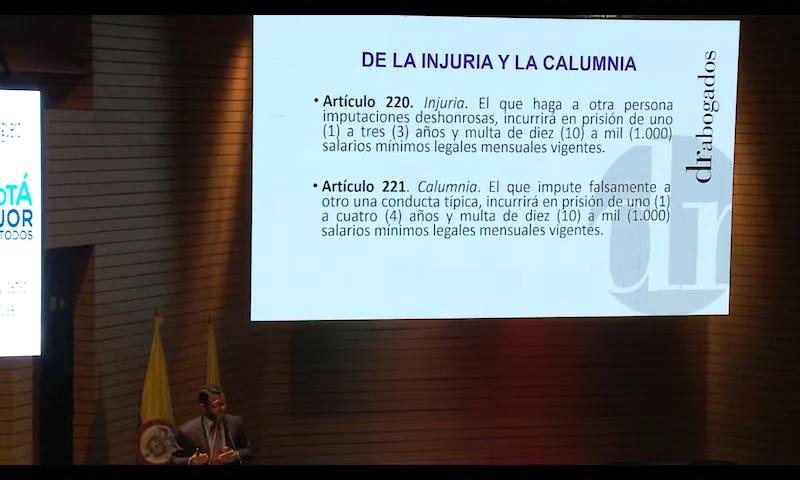 DE LA INJURIA Y LA CALUMNIA
• Artículo 220. Injuria. El que haga a otra persona
imputaciones deshonrosas, incurrirá en prisión de uno
(1) a tres (3) años y multa de diez (10) a mil (1.000)
salarios mínimos legales mensuales vigentes.
• Artículo 221. Calumnia. El que impute falsamente a
otro una conducta típica, incurrirá en prisión de uno (1)
a cuatro (4) años y multa de diez (10) a mil (1.000)
salarios mínimos legales mensuales vigentes.
drabogados
dr
OTÁ
JOR
TODOS